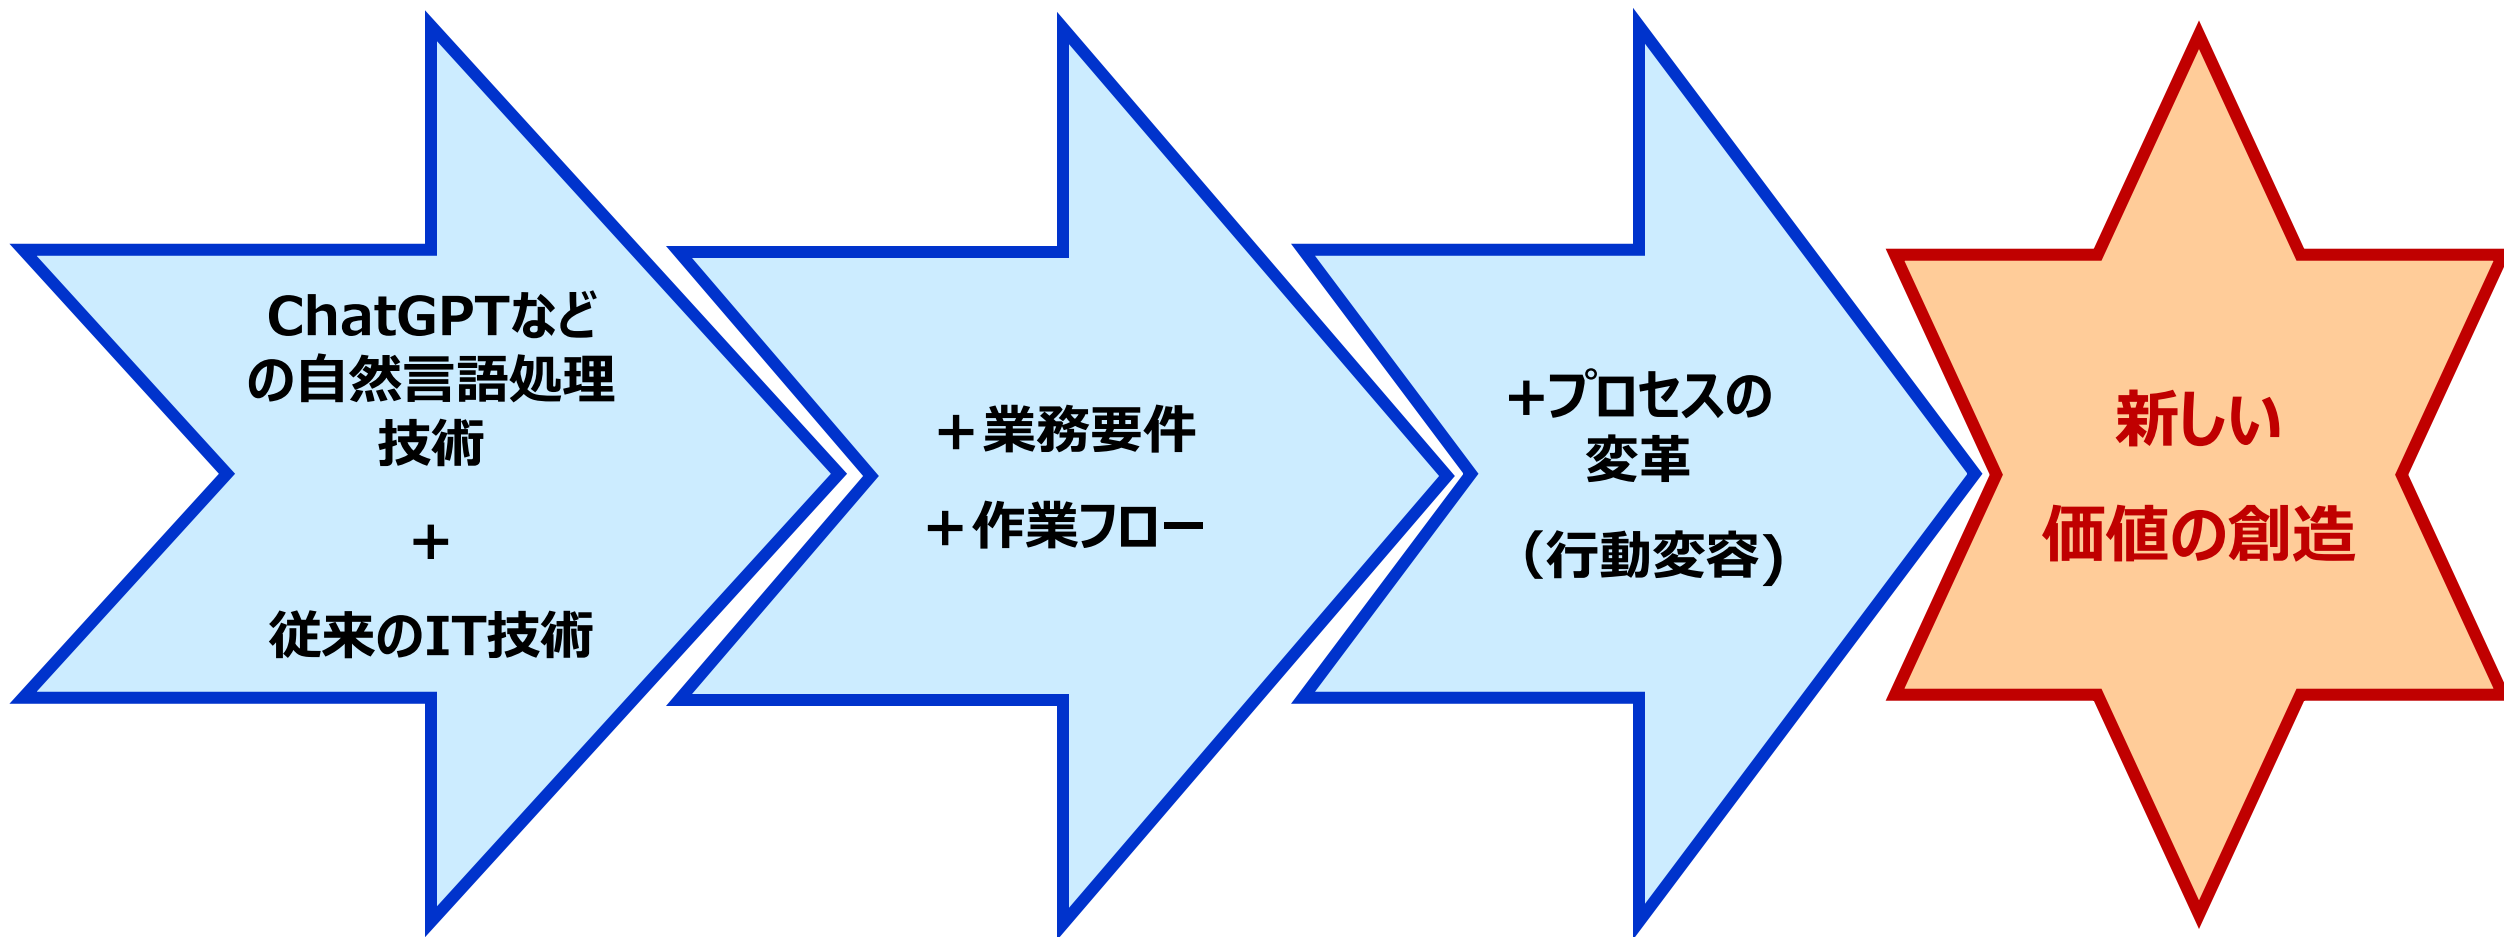 ChatGPTなど
の自然言語処理
技術
＋
従来のIT技術
＋業務要件
＋作業フロー
＋プロセスの
変革
（行動変容）
新しい
価値の創造